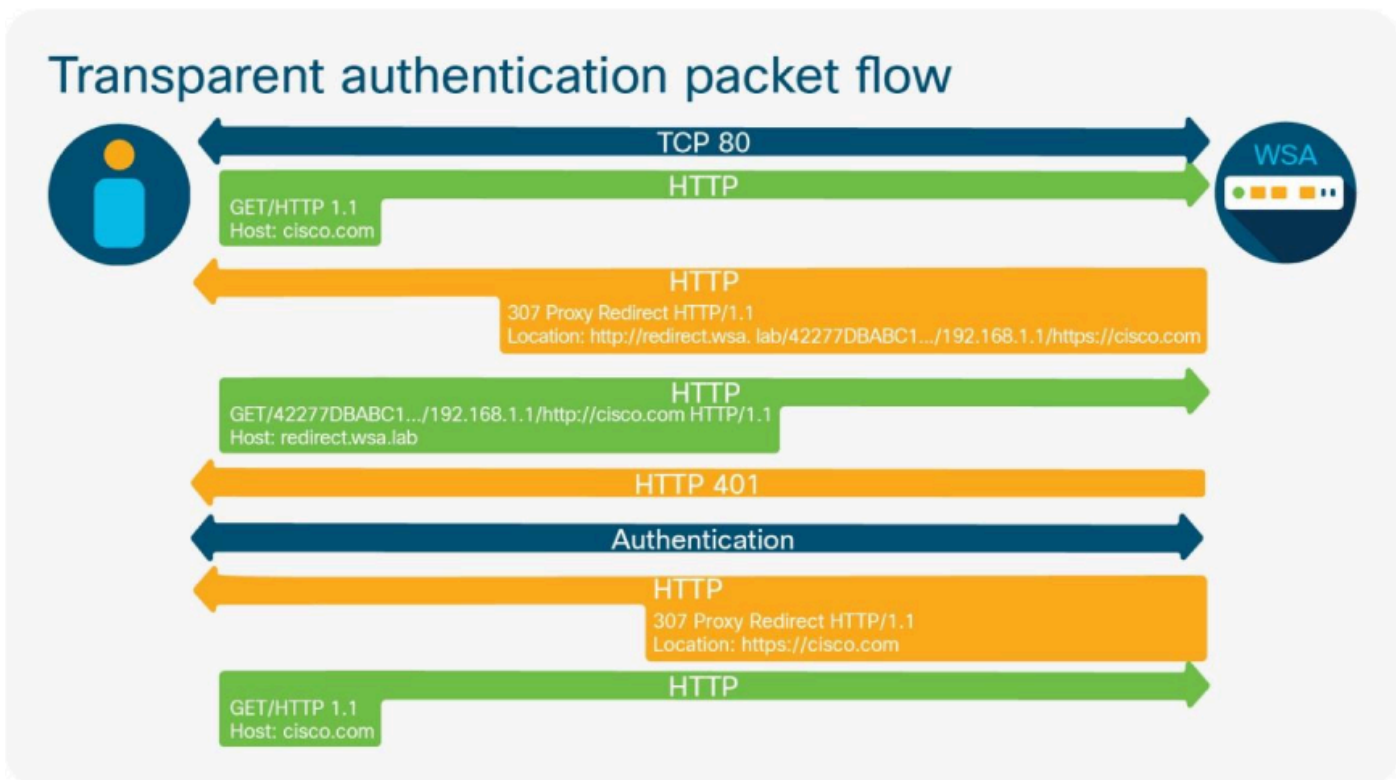 Transparent authentication packet flow
TCP 80
WSA
HTTP
GET/HTTP 1.1
Host: cisco.com
HTTP
307 Proxy Redirect HTTP/1.1
Location: http://redirect.wsa. lab/42277DBABC1.../192.168.1.1/https://cisco.com
HTTP
GET/42277DBABC1.../192.168.1.1/http://cisco.com HTTP/1.1
Host: redirect.wsa.lab
HTTP 401
Authentication
HTTP
307 Proxy Redirect HTTP/1.1
Location: https://cisco.com
HTTP
GET/HTTP 1.1
Host: cisco.com